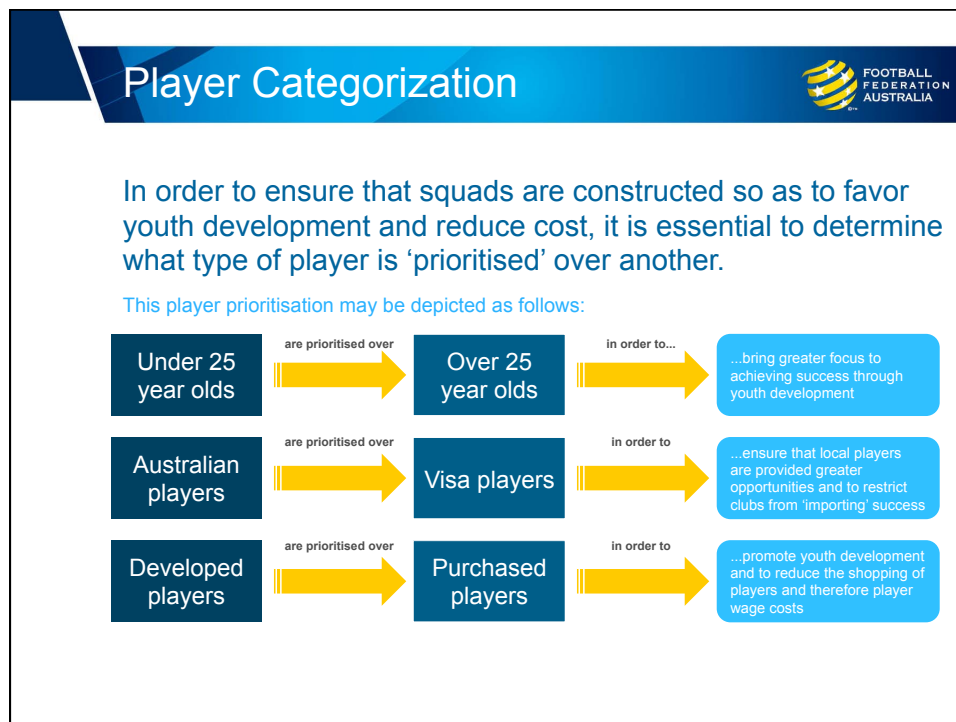 Player Categorization
FOOTBALL
FEDERATION
AUSTRALIA
In order to ensure that squads are constructed so as to favor
youth development and reduce cost, it is essential to determine
what type of player is ‘prioritised’ over another.
This player prioritisation may be depicted as follows:
Under 25
year olds
are prioritised over
Over 25
year olds
in order to...
...bring greater focus to
achieving success through
youth development
Australian
players
are prioritised over
Visa players
in order to
...ensure that local players
are provided greater
opportunities and to restrict
clubs from ‘importing’ success
Developed
players
are prioritised over
Purchased
players
in order to
...promote youth development
and to reduce the shopping of
players and therefore player
wage costs